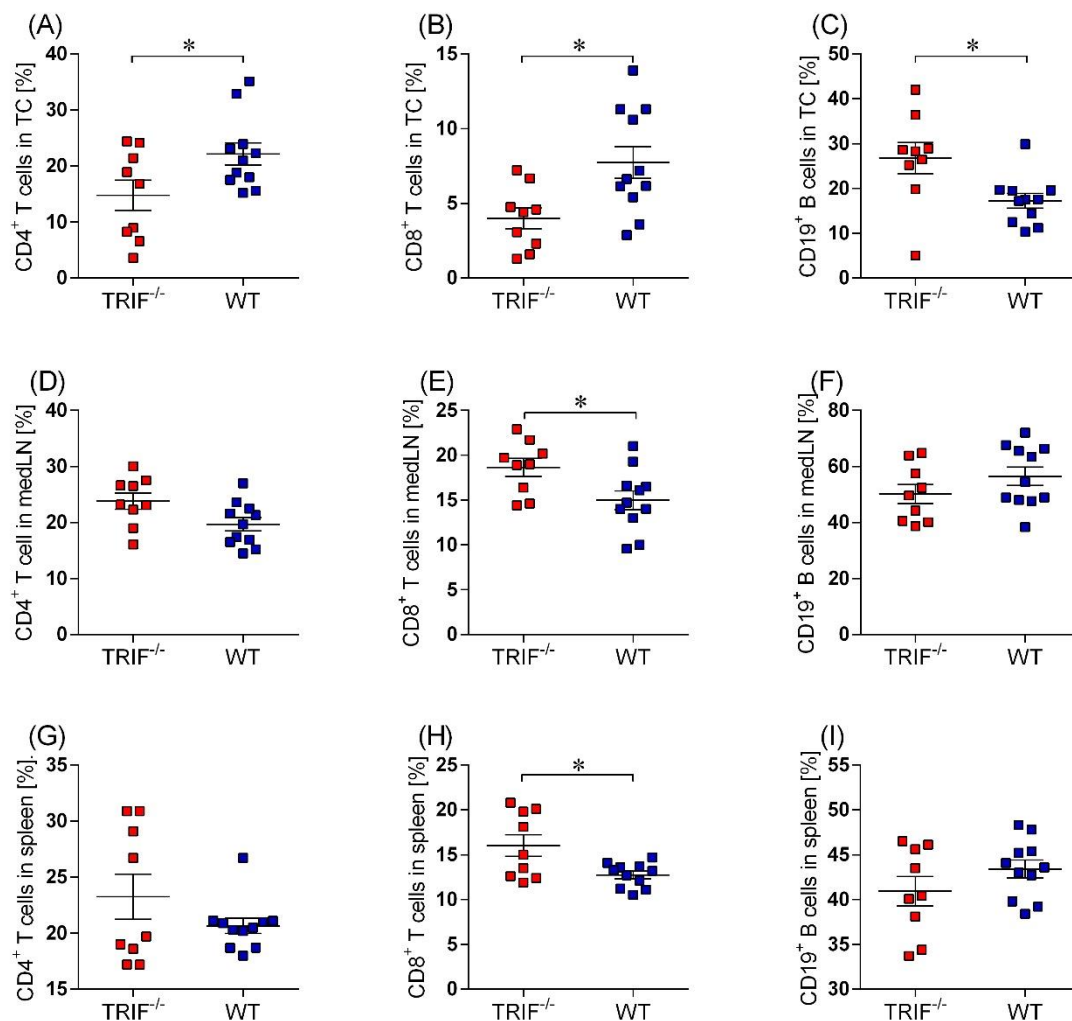 (A)
*
CD4+ T cells in TC [%]
40
30
20
10
0
TRIF-/- WT
(B)
*
CD8+ T cells in TC [%]
15
10
5
0
TRIF-/- WT
(C)
*
CD19+ B cells in TC [%]
50
40
30
20
10
0
TRIF-/- WT
(D)
CD4+ T cell in medLN [%]
40
30
20
10
0
TRIF-/- WT
(E)
*
CD8+ T cells in medLN [%]
25
20
15
10
5
0
TRIF-/- WT
(F)
CD19+ B cells in medLN [%]
80
60
40
20
0
TRIF-/- WT
(G)
CD4+ T cells in spleen [%].
35
30
25
20
15
TRIF-/- WT
(H)
*
CD8+ T cells in spleen [%]
25
20
15
10
5
0
TRIF-/- WT
(I)
CD19+ B cells in spleen [%]
55
50
45
40
35
30
TRIF-/- WT